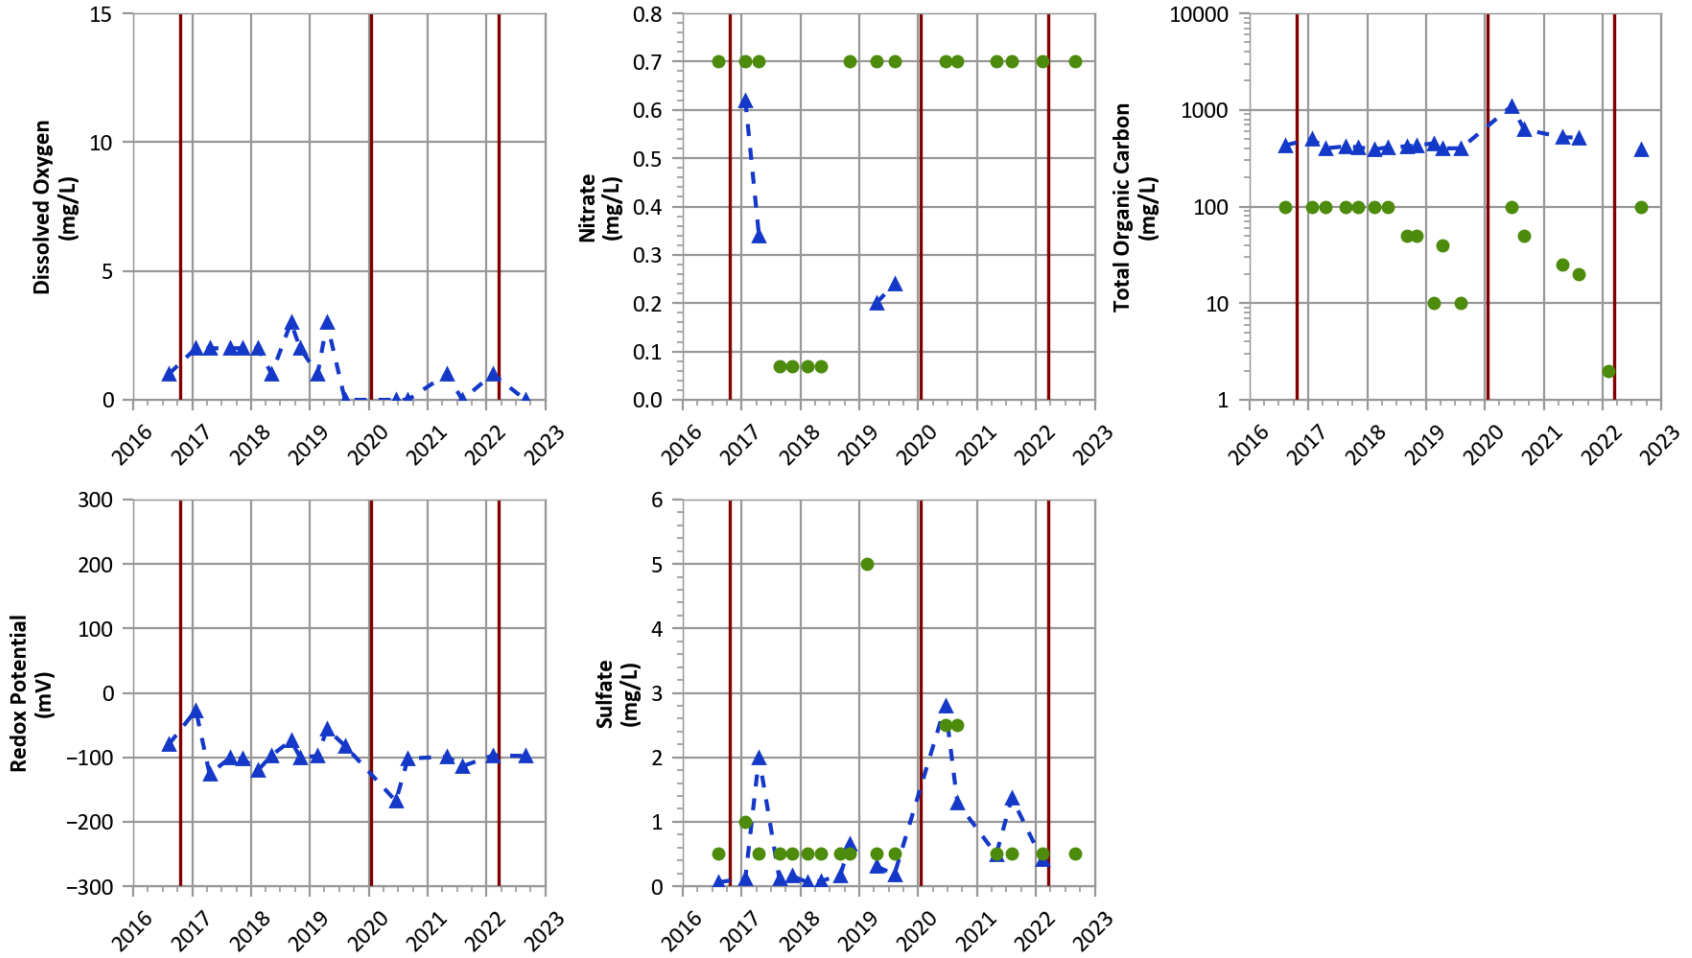 Dissolved Oxygen
(mg/L)
15
10
5
0
2016 2017 2018 2019 2020 2021 2022 2023
Nitrate
(mg/L)
0.8
0.7
0.6
0.5
0.4
0.3
0.2
0.1
0.0
2016 2017 2018 2019 2020 2021 2022 2023
Total Organic Carbon
(mg/L)
10000
1000
100
10
1
2016 2017 2018 2019 2020 2021 2022 2023
Redox Potential
(mV)
300
200
100
0
−100
−200
−300
2016 2017 2018 2019 2020 2021 2022 2023
Sulfate
(mg/L)
6
5
4
3
2
1
0
2016 2017 2018 2019 2020 2021 2022 2023